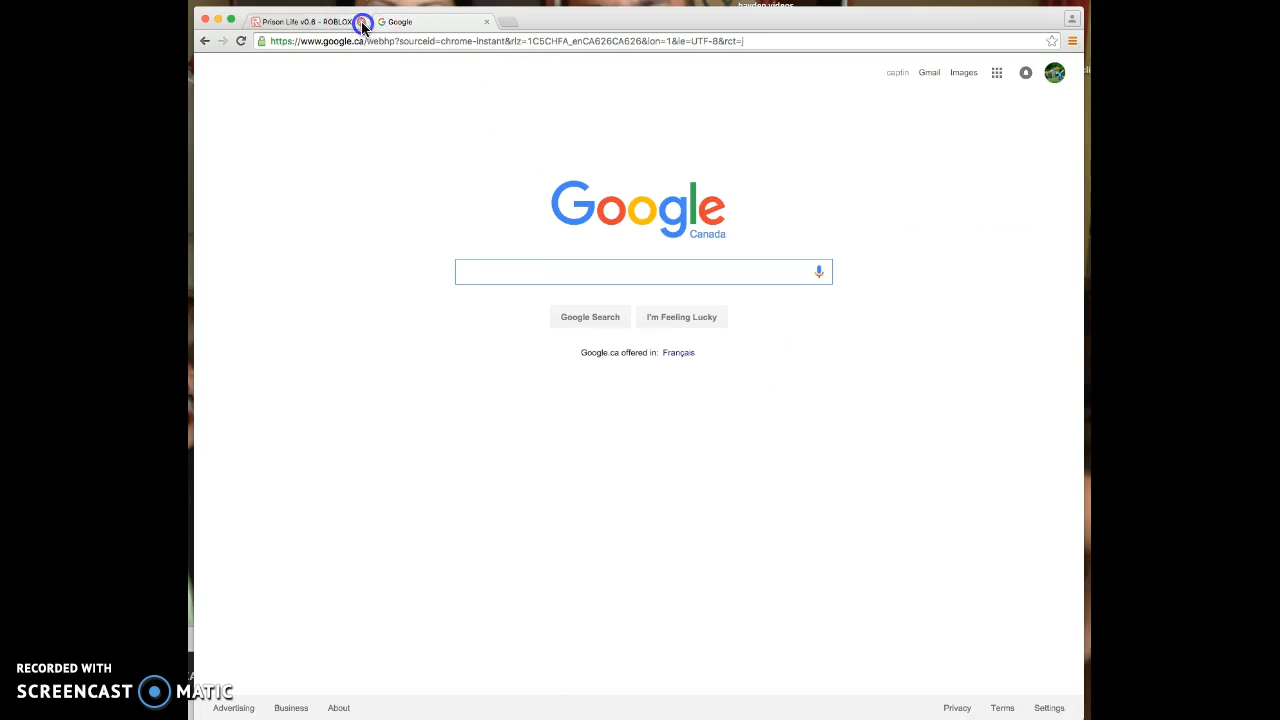 hayden videos
Prison Life v0.6 - ROBLOX
Google
https://www.google.ca/webhp?sourceid=chrome-instant&rlz=1C5CHFA_enCA626CA626&ion=1&ie=UTF-8&rct=j
captin Gmail Images
Google
Canada
Google Search I'm Feeling Lucky
Google.ca offered in: Français
RECORDED WITH
SCREENCAST MATIC
Advertising Business About Privacy Terms Settings